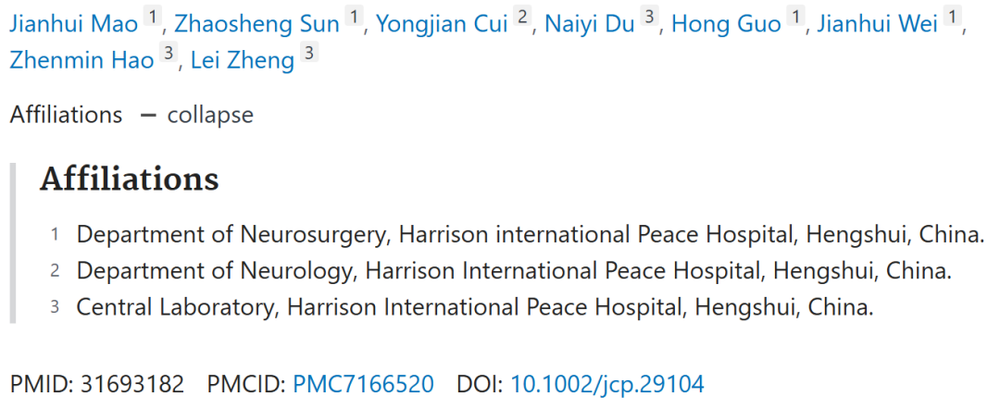 Jianhui Mao 1, Zhaosheng Sun 1, Yongjian Cui 2, Naiyi Du 3, Hong Guo 1, Jianhui Wei 1,
Zhenmin Hao 3, Lei Zheng 3
Affiliations — collapse
Affiliations
1 Department of Neurosurgery, Harrison international Peace Hospital, Hengshui, China.
2 Department of Neurology, Harrison International Peace Hospital, Hengshui, China.
3 Central Laboratory, Harrison International Peace Hospital, Hengshui, China.
PMID: 31693182 PMCID: PMC7166520 DOI: 10.1002/jcp.29104